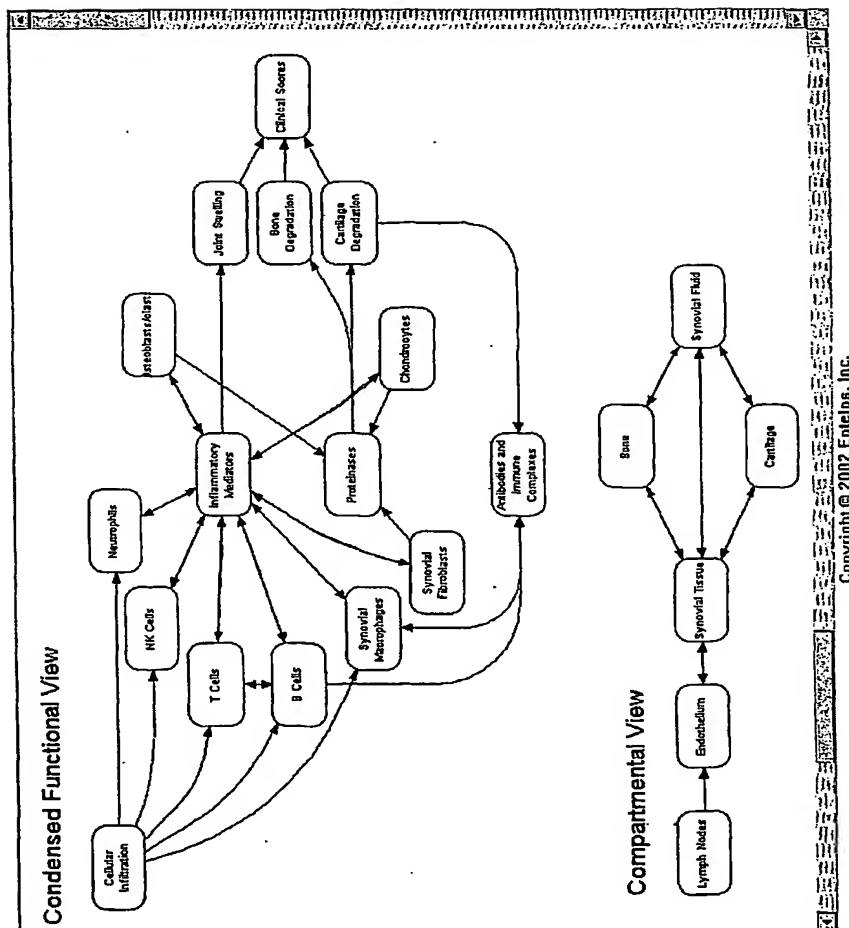 Condensed Functional View
Cellular
Infiltration
Neutrophils
NK Cells
T Cells
B Cells
Synovial
Macrophages
Synovial
Fibroblasts
Inflammatory
Mediators
Proteinases
Antibodies and
Immune
Complexes
steoblasts/clast
Chondrocytes
Joint Swelling
Bone
Degradation
Cartilage
Degradation
Clinical Scores
Compartmental View
Lymph Nodes
Endothelium
Synovial Tissue
Bone
Cartilage
Synovial Fluid
Copyright © 2002 Entelos, Inc.